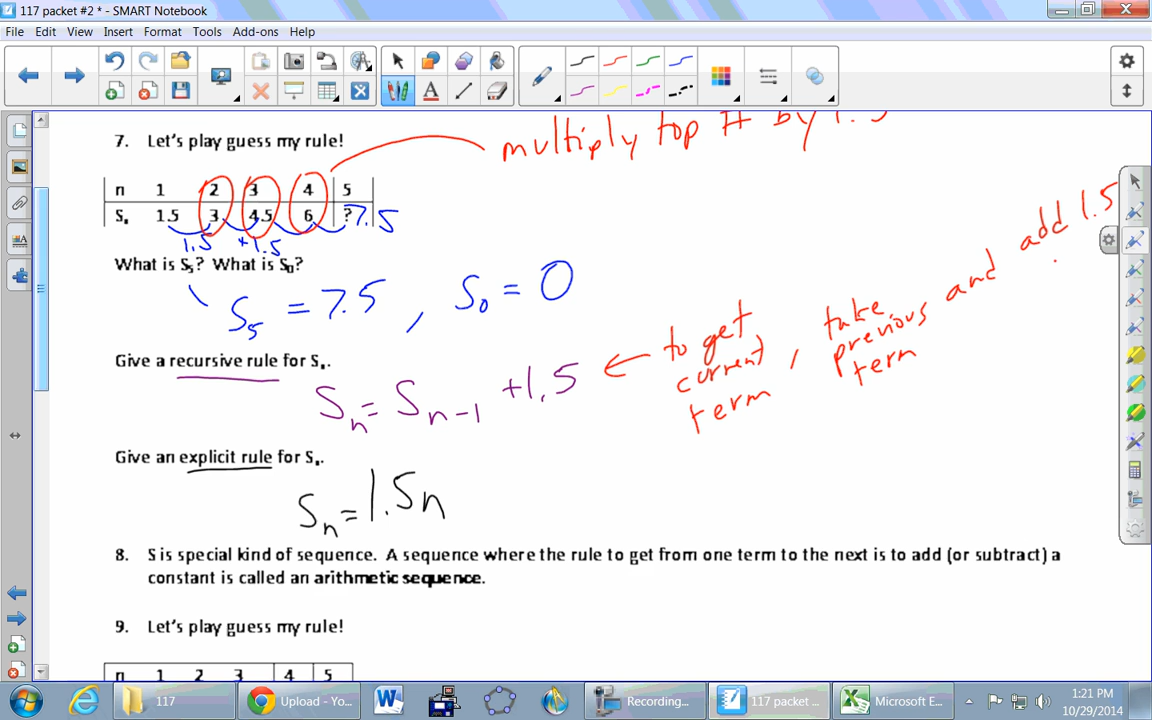 117 packet #2 * - SMART Notebook
File Edit View Insert Format Tools Add-ons Help
multiply top # by 1.5
7. Let's play guess my rule!
n 1 2 3 4 5
Sₙ 1.5 3 4.5 6 ? 7.5
1.5 +1.5
What is S₅? What is S₀?
S₅ = 7.5 , S₀ = 0
Give a recursive rule for Sₙ.
Sₙ = Sₙ₋₁ + 1.5 ← to get current term , take previous term and add 1.5
Give an explicit rule for Sₙ.
Sₙ = 1.5n
8. S is special kind of sequence. A sequence where the rule to get from one term to the next is to add (or subtract) a
constant is called an arithmetic sequence.
9. Let's play guess my rule!
n 1 2 3 4 5
117
Upload - Yo...
Recording...
117 packet ...
Microsoft E...
1:21 PM
10/29/2014